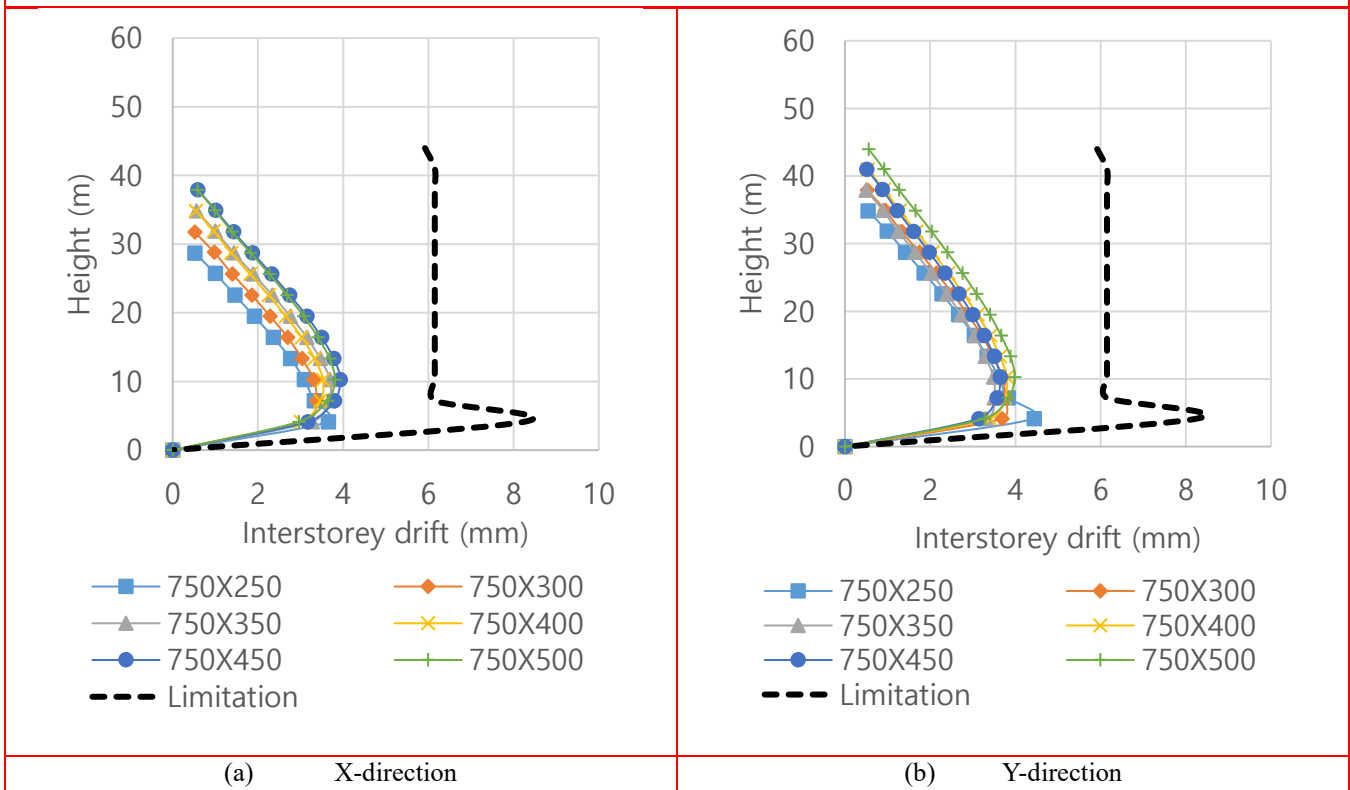 60
50
40
30
20
10
0
Height (m)
0 2 4 6 8 10
Interstorey drift (mm)
750X250 750X300
750X350 750X400
750X450 750X500
Limitation
(a) X-direction
60
50
40
30
20
10
0
Height (m)
0 2 4 6 8 10
Interstorey drift (mm)
750X250 750X300
750X350 750X400
750X450 750X500
Limitation
(b) Y-direction